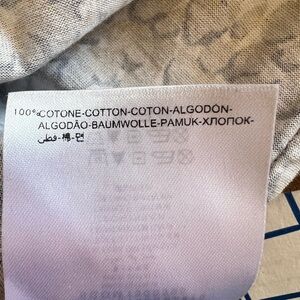 100%COTONE-COTTON-COTON-ALGODÓN-
ALGODÃO-BAUMWOLLE-PAMUK-ХЛОПОК-
قطن-棉-면